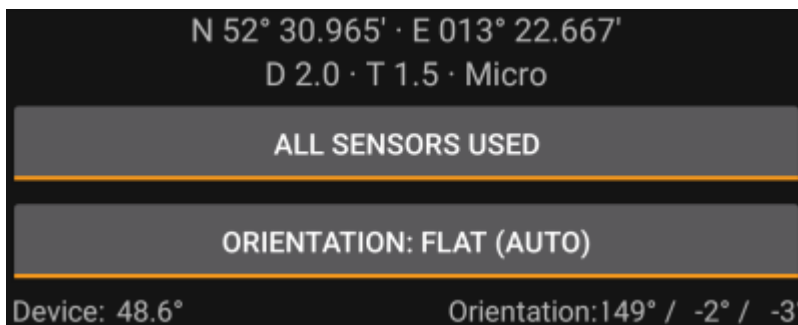 N 52° 30.965' · E 013° 22.667'
D 2.0 · T 1.5 · Micro
ALL SENSORS USED
ORIENTATION: FLAT (AUTO)
Device: 48.6°
Orientation:149° / -2° / -3°